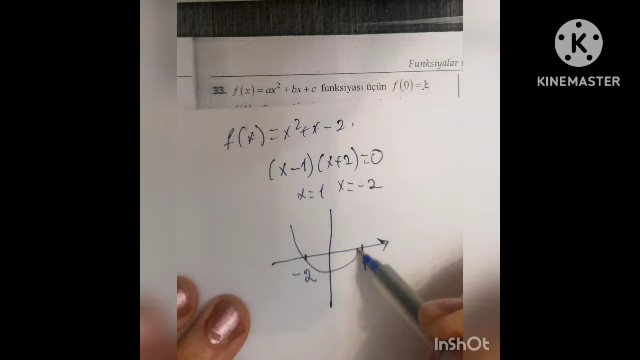 Funksiyalar
33. f(x) = ax² + bx + c funksiyası üçün f(0) =
f(x) = x² + x - 2.
(x-1)(x+2) = 0
x = 1 x = -2
-2
K
KINEMASTER
InShOt